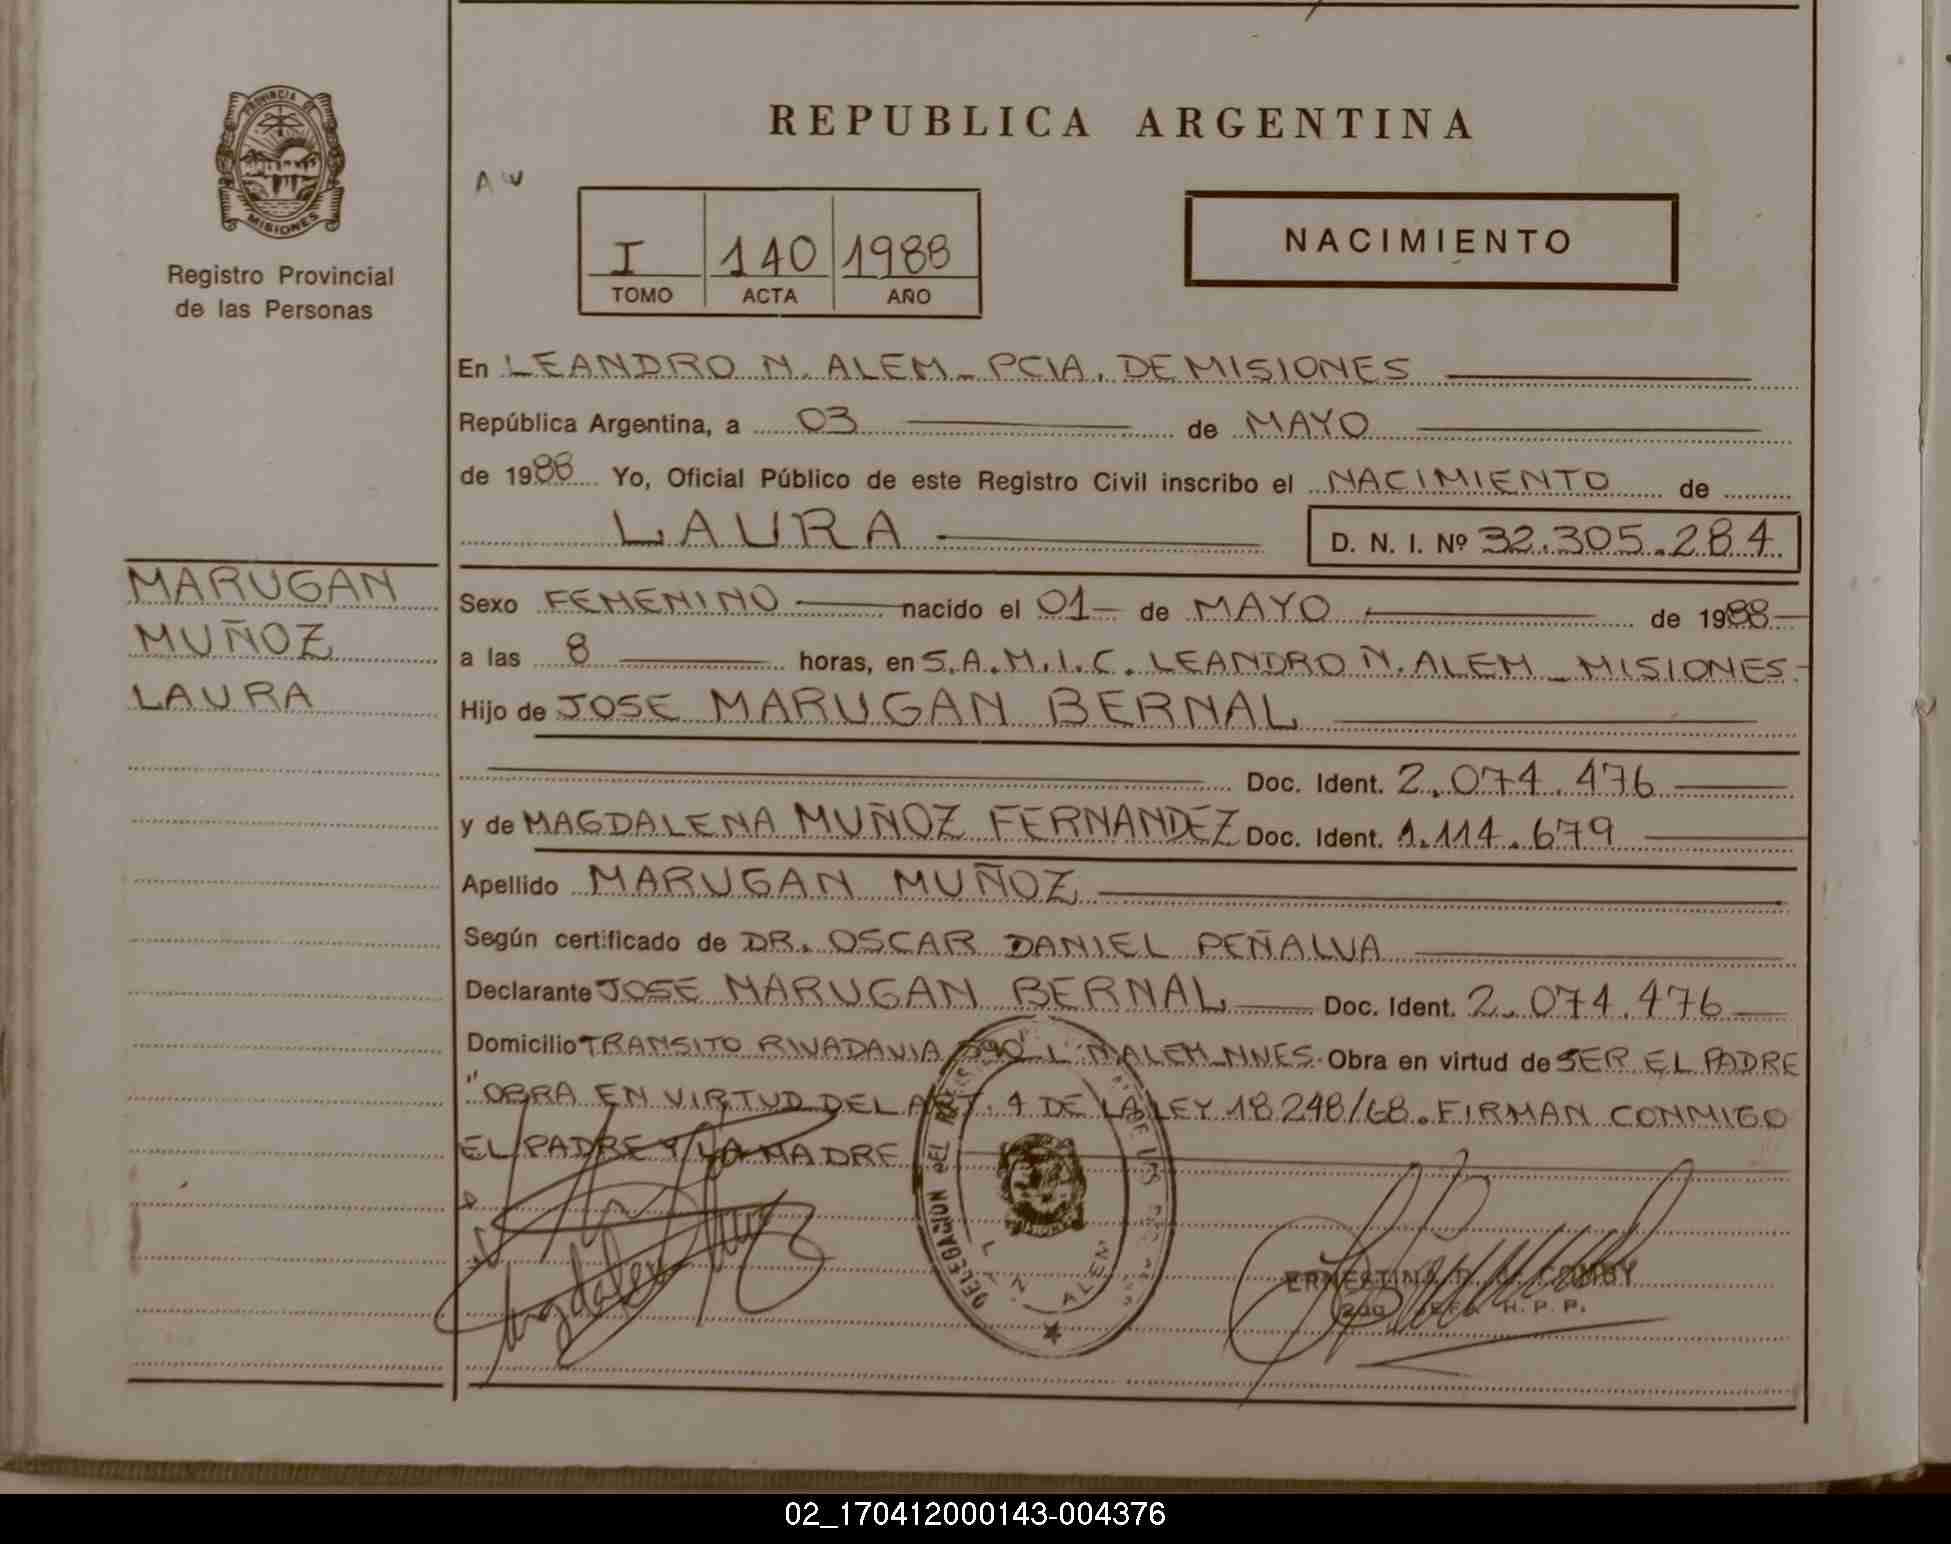 PROVINCIA DE
MISIONES
Registro Provincial
de las Personas
REPUBLICA ARGENTINA
I 140 1988
TOMO ACTA AÑO
NACIMIENTO
En LEANDRO N. ALEM - PCIA. DE MISIONES
República Argentina, a 03 de MAYO
de 1988 Yo, Oficial Público de este Registro Civil inscribo el NACIMIENTO de
LAURA D. N. I. Nº 32.305.284
MARUGAN
MUÑOZ
LAURA
Sexo FEMENINO nacido el 01 de MAYO de 1988
a las 8 horas, en S.A.M.I.C. LEANDRO N. ALEM - MISIONES
Hijo de JOSE MARUGAN BERNAL
Doc. Ident. 2.074.476
y de MAGDALENA MUÑOZ FERNANDEZ Doc. Ident. 1.114.679
Apellido MARUGAN MUÑOZ
Según certificado de DR. OSCAR DANIEL PEÑALVA
Declarante JOSE MARUGAN BERNAL Doc. Ident. 2.074.476
Domicilio TRANSITO RIVADAVIA 590 L N ALEM - MNES. Obra en virtud de SER EL PADRE
"OBRA EN VIRTUD DEL ART. 4 DE LA LEY 18248/68. FIRMAN CONMIGO
EL PADRE Y LA MADRE
DELEGACION DEL
L. N. ALEM
ERNESTINA
02_170412000143-004376